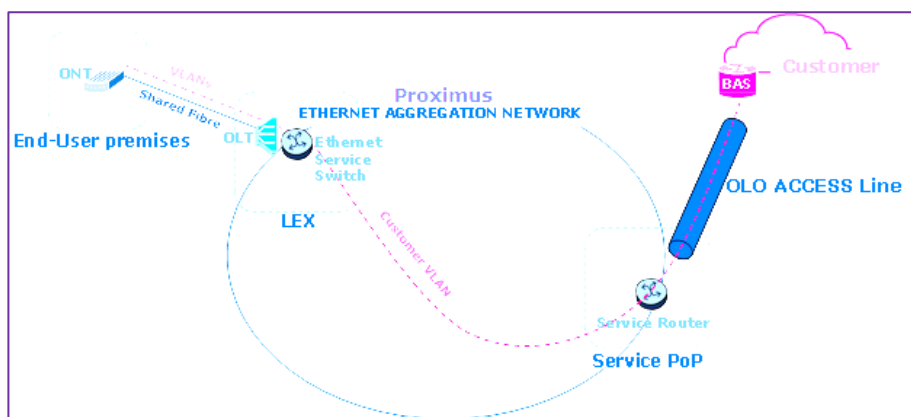 ONT
VLANs
Shared Fibre
End-User premises
OLT
Proximus
ETHERNET AGGREGATION NETWORK
Ethernet
Service
Switch
LEX
Customer VLAN
BAS
Customer
OLO ACCESS Line
Service Router
Service PoP